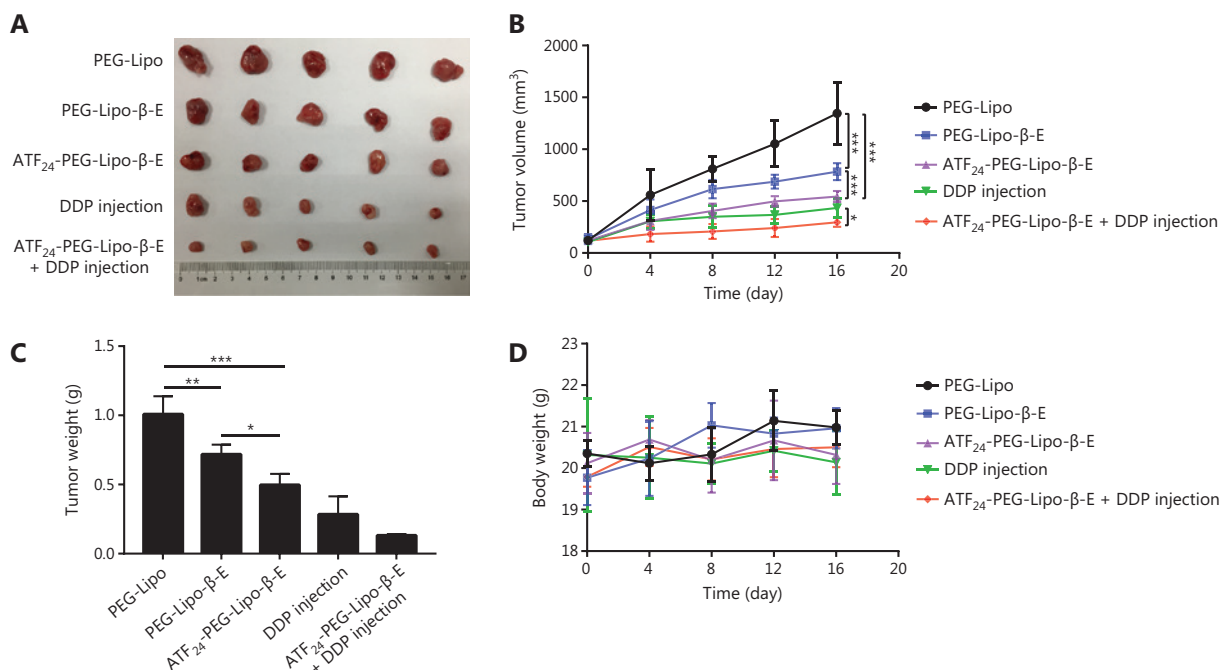 A
PEG-Lipo
PEG-Lipo-β-E
ATF₂₄-PEG-Lipo-β-E
DDP injection
ATF₂₄-PEG-Lipo-β-E
+ DDP injection
B
2000
1500
1000
500
0
Tumor volume (mm³)
0 4 8 12 16 20
Time (day)
***
***
***
*
PEG-Lipo
PEG-Lipo-β-E
ATF₂₄-PEG-Lipo-β-E
DDP injection
ATF₂₄-PEG-Lipo-β-E + DDP injection
C
1.5
1.0
0.5
0.0
Tumor weight (g)
***
**
*
PEG-Lipo
PEG-Lipo-β-E
ATF₂₄-PEG-Lipo-β-E
DDP injection
ATF₂₄-PEG-Lipo-β-E
+ DDP injection
D
23
22
21
20
19
18
Body weight (g)
0 4 8 12 16 20
Time (day)
PEG-Lipo
PEG-Lipo-β-E
ATF₂₄-PEG-Lipo-β-E
DDP injection
ATF₂₄-PEG-Lipo-β-E + DDP injection